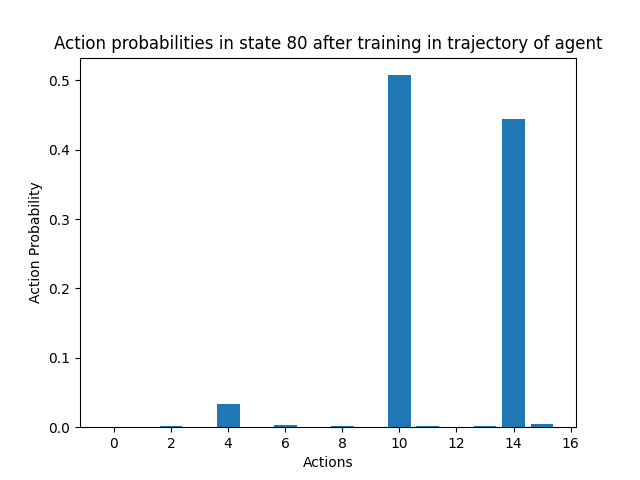 Action probabilities in state 80 after training in trajectory of agent
0.5
0.4
0.3
0.2
0.1
0.0
Action Probability
0 2 4 6 8 10 12 14 16
Actions